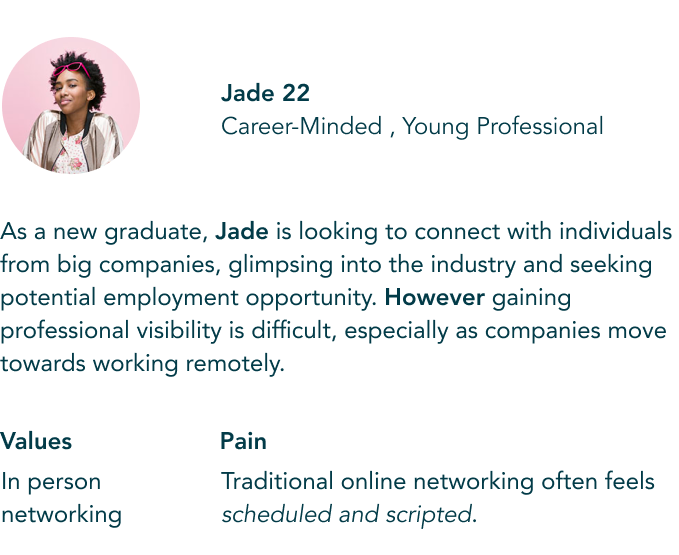 Jade 22
Career-Minded , Young Professional
As a new graduate, Jade is looking to connect with individuals
from big companies, glimpsing into the industry and seeking
potential employment opportunity. However gaining
professional visibility is difficult, especially as companies move
towards working remotely.
Values
In person
networking
Pain
Traditional online networking often feels
scheduled and scripted.